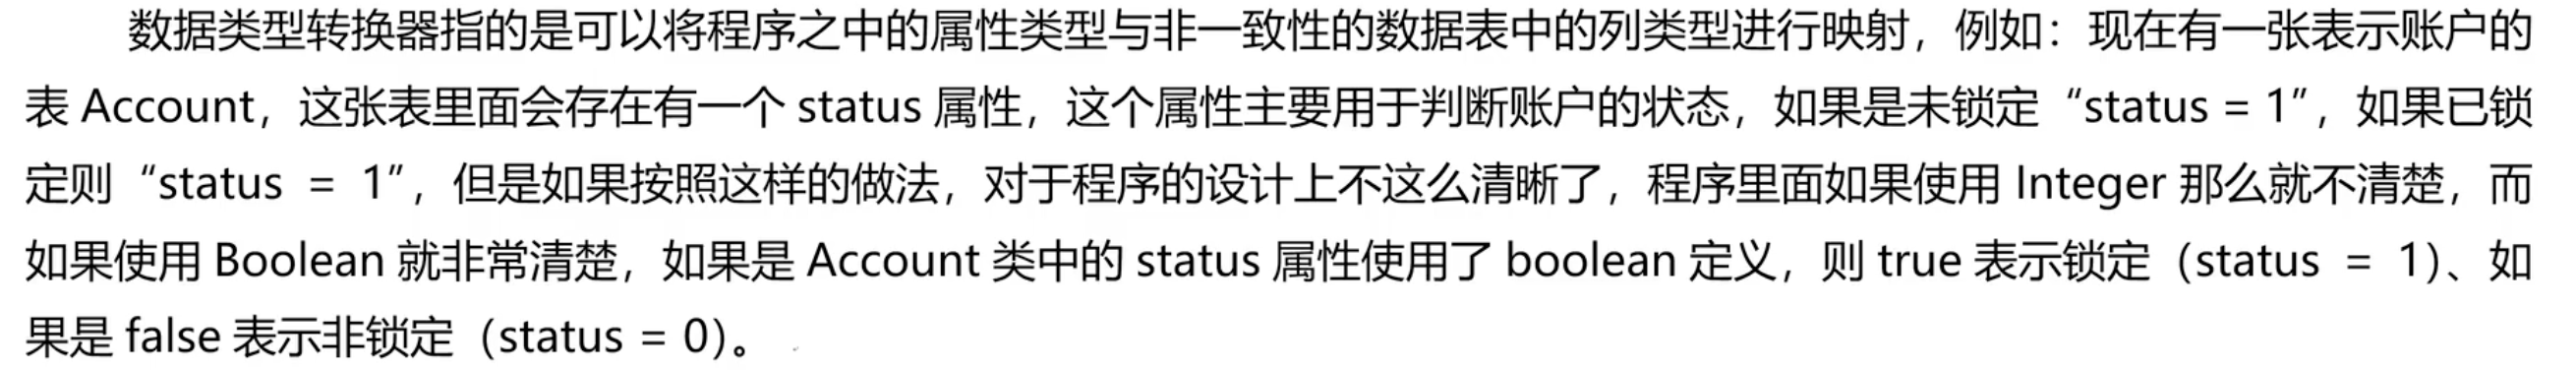 数据类型转换器指的是可以将程序之中的属性类型与非一致性的数据表中的列类型进行映射，例如：现在有一张表示账户的
表 Account，这张表里面会存在有一个 status 属性，这个属性主要用于判断账户的状态，如果是未锁定“status = 1”，如果已锁
定则“status = 1”，但是如果按照这样的做法，对于程序的设计上不这么清晰了，程序里面如果使用 Integer 那么就不清楚，而
如果使用 Boolean 就非常清楚，如果是 Account 类中的 status 属性使用了 boolean 定义，则 true 表示锁定（status = 1）、如
果是 false 表示非锁定（status = 0）。